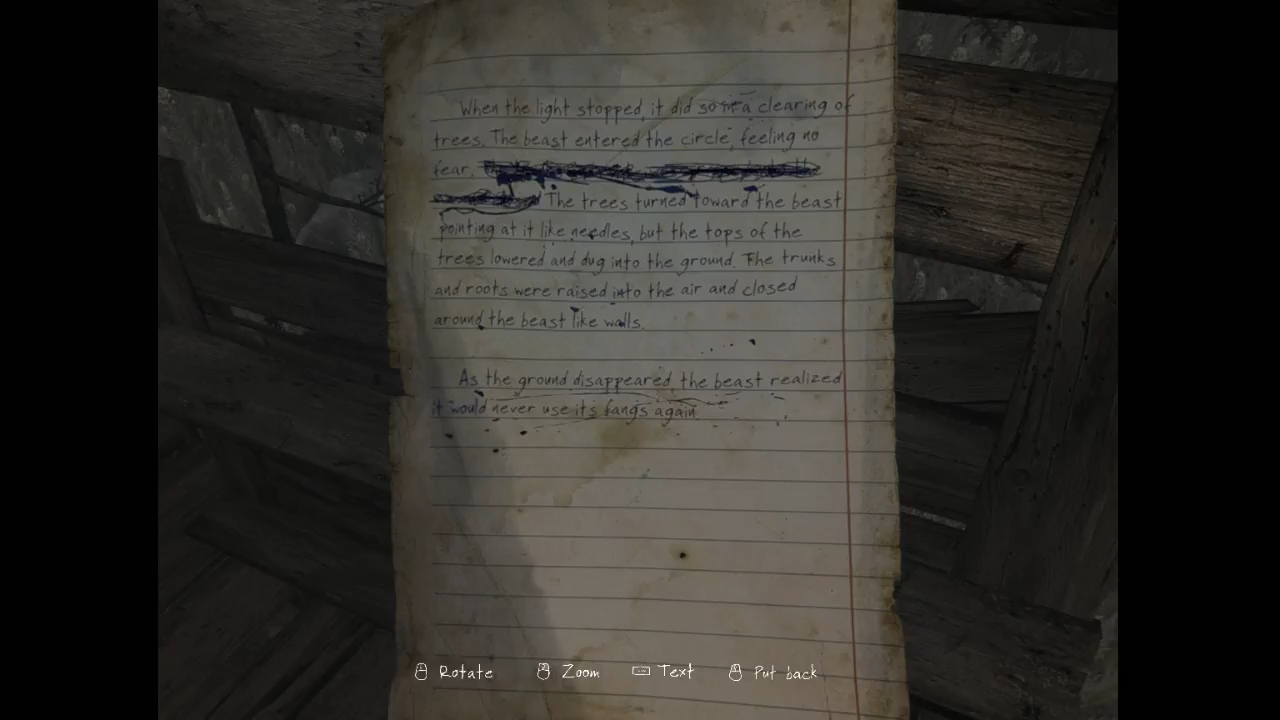 When the light stopped, it did so in a clearing of
trees. The beast entered the circle, feeling no
fear.
The trees turned toward the beast
pointing at it like needles, but the tops of the
trees lowered and dug into the ground. The trunks
and roots were raised into the air and closed
around the beast like walls.
As the ground disappeared, the beast realized
it would never use its fangs again.
Rotate Zoom Text Put back